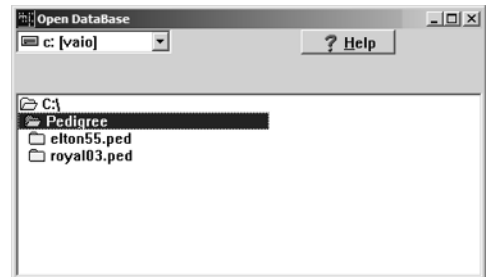 Open DataBase
c: [vaio] ? Help
C:\
Pedigree
elton55.ped
royal03.ped